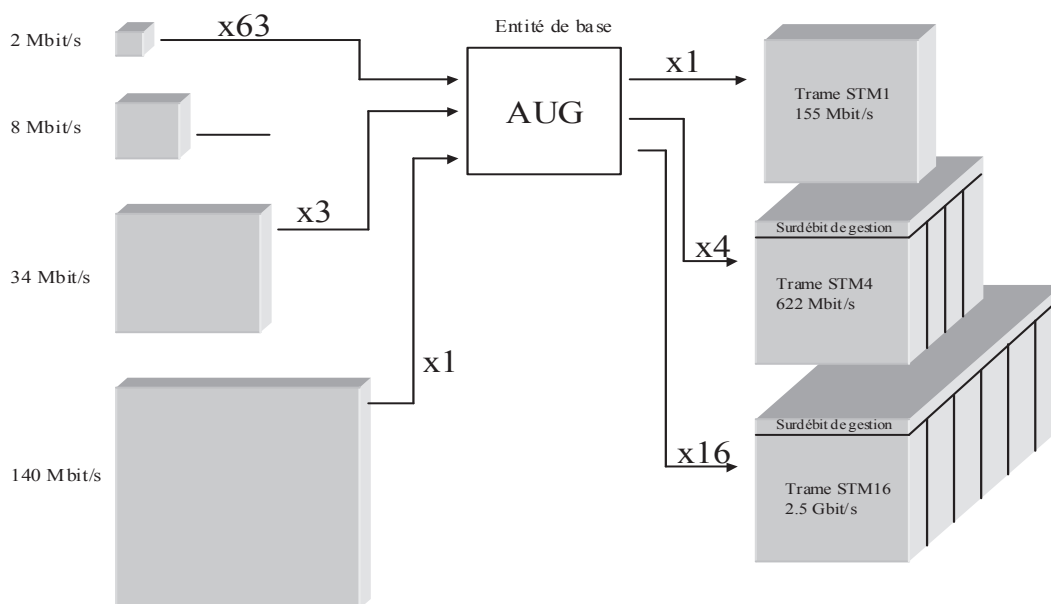 2 Mbit/s
x63
8 Mbit/s
x3
34 Mbit/s
x1
140 Mbit/s
Entité de base
AUG
x1
Trame STM1
155 Mbit/s
x4
Surdébit de gestion
Trame STM4
622 Mbit/s
x16
Surdébit de gestion
Trame STM16
2.5 Gbit/s